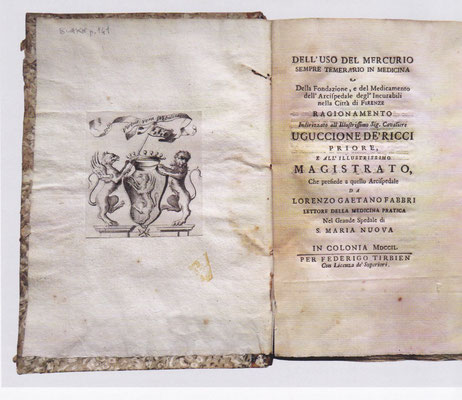 DELL' USO DEL MERCURIO
SEMPRE TEMERARIO IN MEDICINA
E
Della Fondazione, e del Medicamento
dell' Arcispedale degl' Incurabili
nella Città di FIRENZE
RAGIONAMENTO
Indirizzato all' Illustrissimo Sig. Cavaliere
UGUCCIONE DE' RICCI
PRIORE,
E ALL' ILLUSTRISSIMO
MAGISTRATO,
Che presiede a quello Arcispedale
DA
LORENZO GAETANO FABBRI
LETTORE DELLA MEDICINA PRATICA
Nel Grande Spedale di
S. MARIA NUOVA
IN COLONIA MDCCIL
PER FEDERIGO TIRBIEN
Con Licenza de' Superiori.